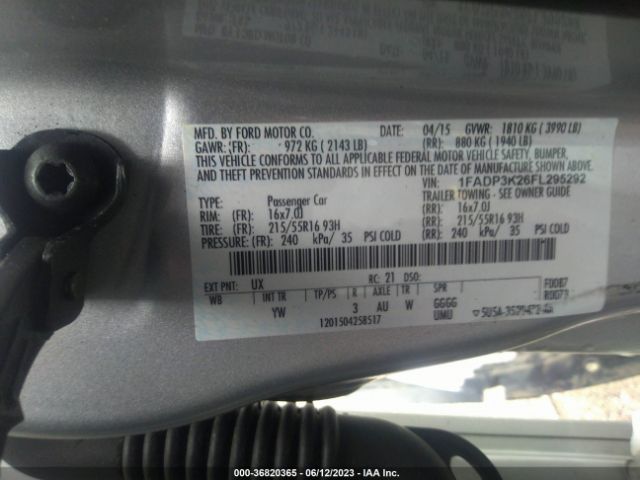 MFD. BY FORD MOTOR CO. DATE: 04/15 GVWR: 1810 KG ( 3990 LB)
GAWR: (FR): 972 KG ( 2143 LB) (RR): 880 KG ( 1940 LB)
THIS VEHICLE CONFORMS TO ALL APPLICABLE FEDERAL MOTOR VEHICLE SAFETY, BUMPER,
AND THEFT PREVENTION STANDARDS IN EFFECT ON THE DATE OF MANUFACTURE SHOWN ABOVE.
VIN: 1FADP3K26FL295292
TYPE: Passenger Car TRAILER TOWING - SEE OWNER GUIDE
RIM: (FR): 16x7.0J (RR): 16x7.0J
TIRE: (FR): 215/55R16 93H (RR): 215/55R16 93H
PRESSURE: (FR): 240 kPa/ 35 PSI COLD (RR): 240 kPa/ 35 PSI COLD
EXT PNT: UX RC: 21 DSO:
WB INT TR TP/PS R AXLE TR SPR
YW 3 AU W GGGG
UMU
1201504258517
000-36820365 - 06/12/2023 - IAA Inc.